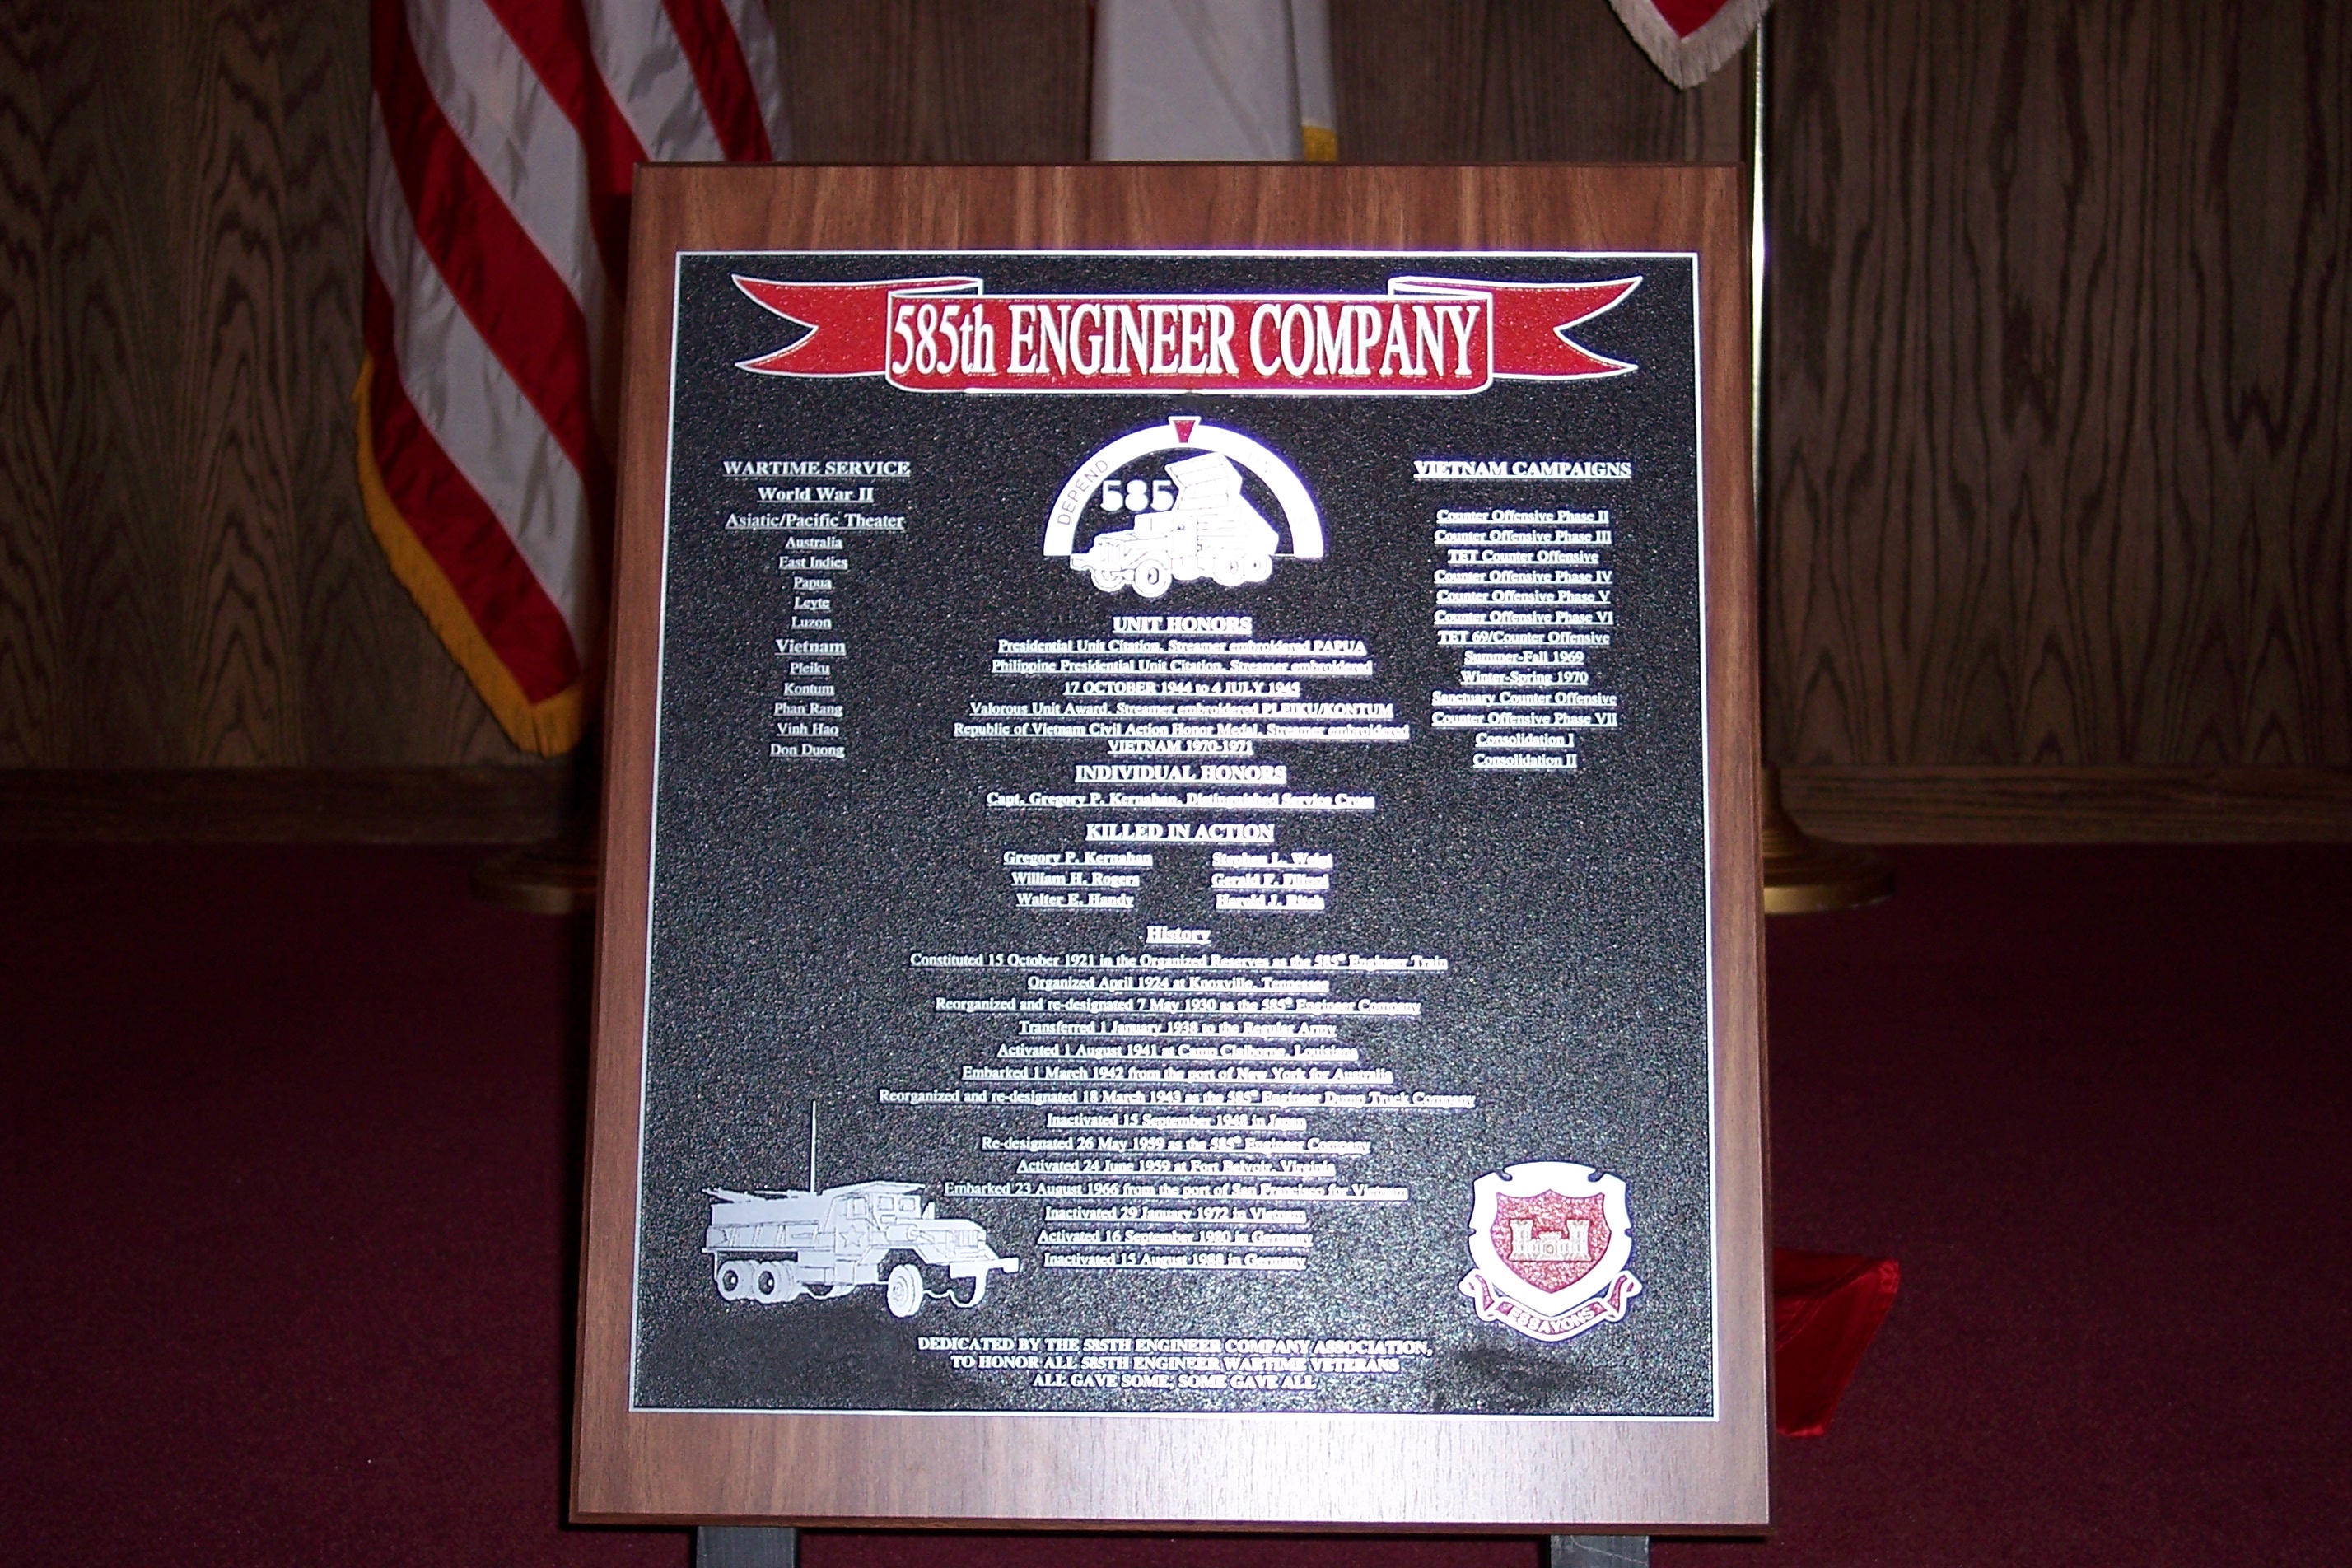 585th ENGINEER COMPANY
DEPEND
585
WARTIME SERVICE
World War II
Asiatic/Pacific Theater
Australia
East Indies
Papua
Leyte
Luzon
Vietnam
Pleiku
Kontum
Phan Rang
Vinh Hao
Don Duong
VIETNAM CAMPAIGNS
Counter Offensive Phase II
Counter Offensive Phase III
TET Counter Offensive
Counter Offensive Phase IV
Counter Offensive Phase V
Counter Offensive Phase VI
TET 69/Counter Offensive
Summer-Fall 1969
Winter-Spring 1970
Sanctuary Counter Offensive
Counter Offensive Phase VII
Consolidation I
Consolidation II
UNIT HONORS
Presidential Unit Citation, Streamer embroidered PAPUA
Philippine Presidential Unit Citation, Streamer embroidered
17 OCTOBER 1944 to 4 JULY 1945
Valorous Unit Award, Streamer embroidered PLEIKU/KONTUM
Republic of Vietnam Civil Action Honor Medal, Streamer embroidered
VIETNAM 1970-1971
INDIVIDUAL HONORS
Capt. Gregory P. Kernahan, Distinguished Service Cross
KILLED IN ACTION
Gregory P. Kernahan Stephen L.
William H. Rogers Gerald F.
Walter E. Handy Harold J.
History
Constituted 15 October 1921 in the Organized Reserves as the 585th Engineer Train
Organized April 1924 at Knoxville, Tennessee
Reorganized and re-designated 7 May 1930 as the 585th Engineer Company
Transferred 1 January 1938 to the Regular Army
Activated 1 August 1941 at Camp Claiborne, Louisiana
Embarked 1 March 1942 from the port of New York for Australia
Reorganized and re-designated 18 March 1943 as the 585th Engineer Dump Truck Company
Inactivated 15 September 1948 in Japan
Re-designated 26 May 1959 as the 585th Engineer Company
Activated 24 June 1959 at Fort Belvoir, Virginia
Embarked 23 August 1966 from the port of San Francisco for Vietnam
Inactivated 29 January 1972 in Vietnam
Activated 16 September 1980 in Germany
Inactivated 15 August 1988 in Germany
ESSAYONS
DEDICATED BY THE 585TH ENGINEER COMPANY ASSOCIATION,
TO HONOR ALL 585TH ENGINEER WARTIME VETERANS
ALL GAVE SOME, SOME GAVE ALL